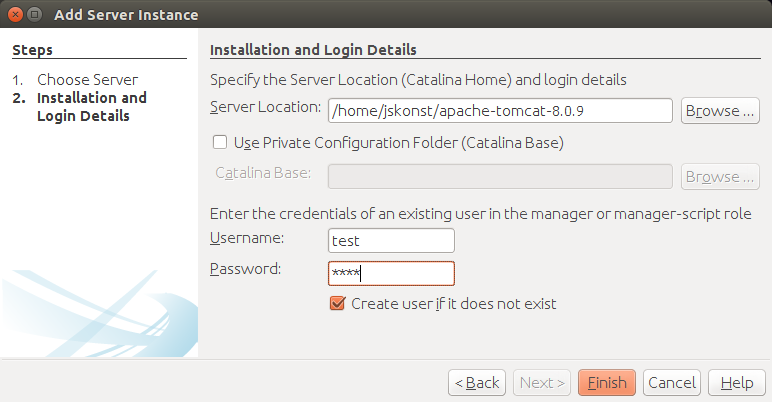 Add Server Instance
Steps
1. Choose Server
2. Installation and
Login Details
Installation and Login Details
Specify the Server Location (Catalina Home) and login details
Server Location: /home/jskonst/apache-tomcat-8.0.9 Browse ...
Use Private Configuration Folder (Catalina Base)
Catalina Base: Browse ...
Enter the credentials of an existing user in the manager or manager-script role
Username: test
Password: ****
Create user if it does not exist
< Back Next > Finish Cancel Help